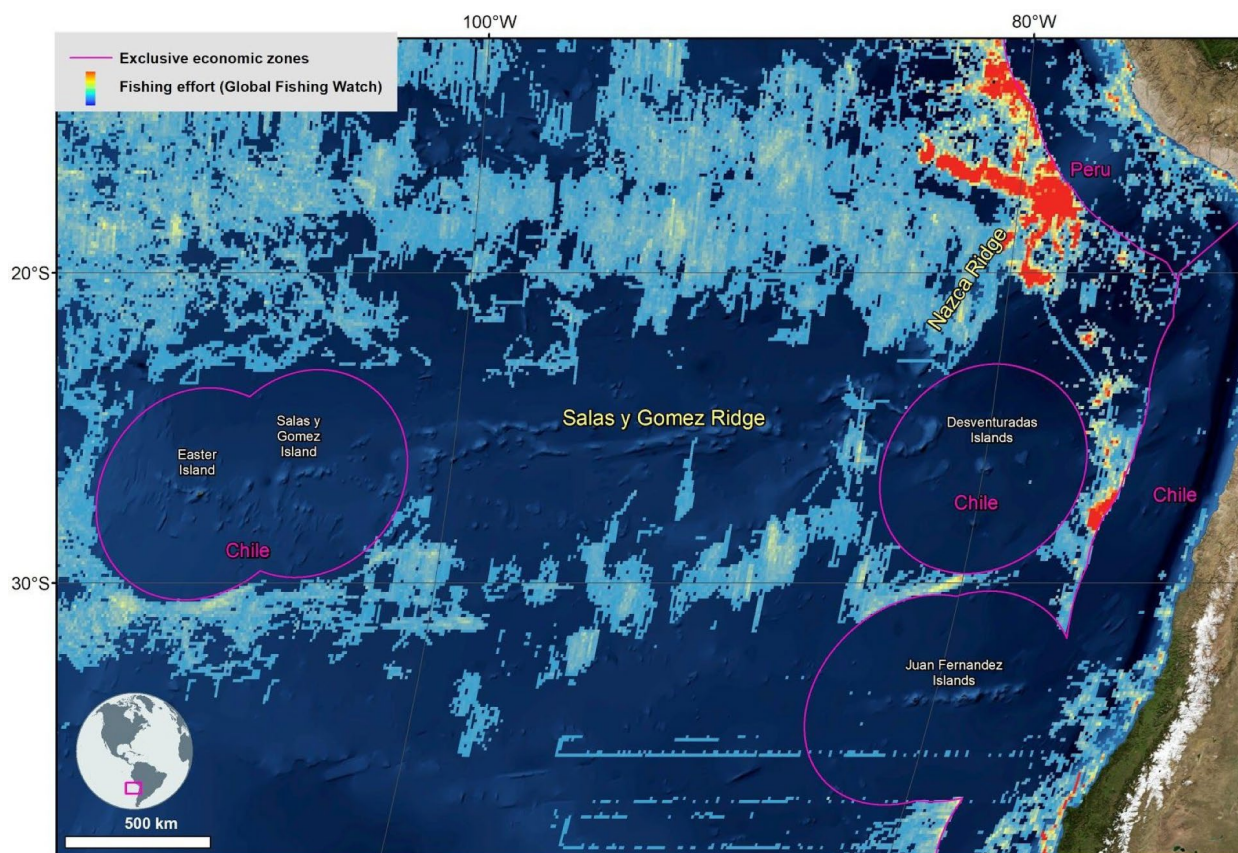 100°W
80°W
Exclusive economic zones
Fishing effort (Global Fishing Watch)
Peru
20°S
Nazca Ridge
Salas y Gomez Ridge
Salas y
Gomez
Island
Desventuradas
Islands
Easter
Island
Chile
Chile
Chile
30°S
Juan Fernandez
Islands
500 km